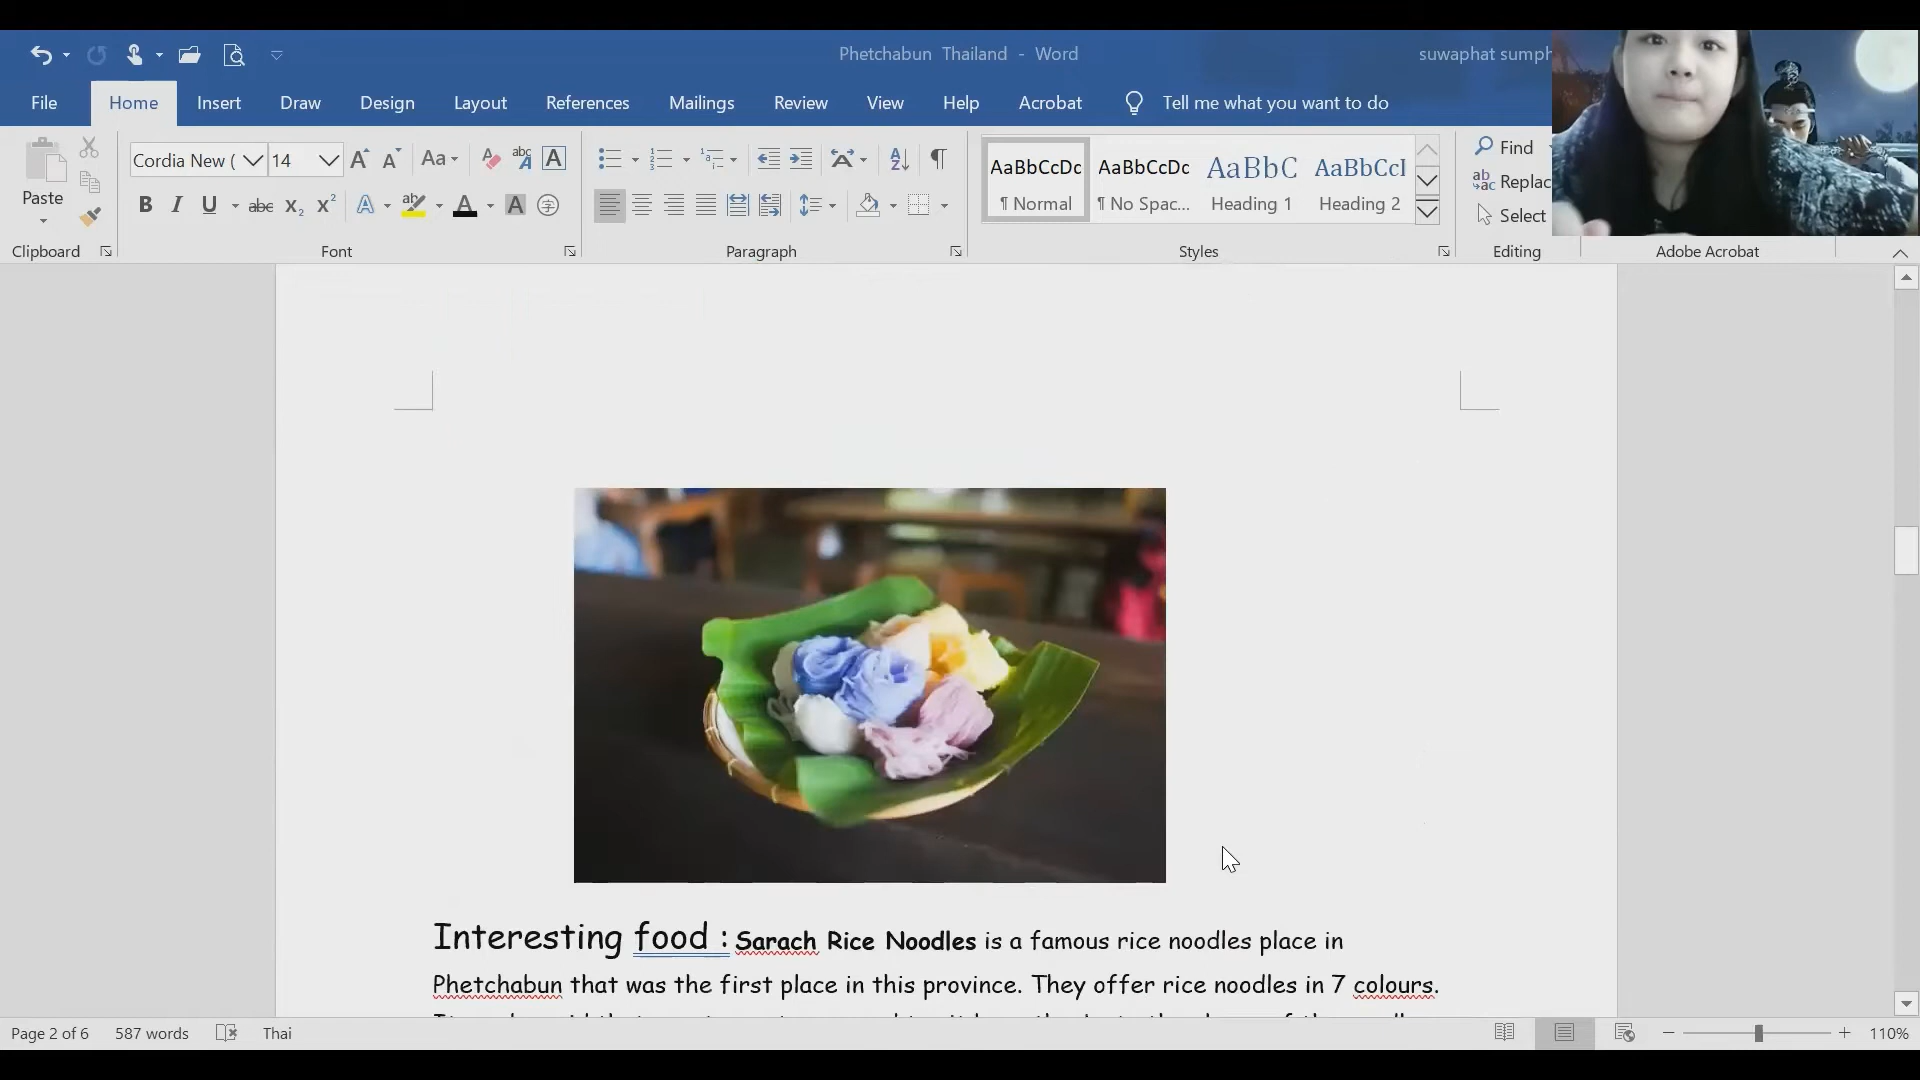 Phetchabun Thailand - Word
suwaphat sumph
File Home Insert Draw Design Layout References Mailings Review View Help Acrobat Tell me what you want to do
Cordia New ( 14
Aa
Paste
AaBbCcDc AaBbCcDc AaBbC AaBbCcI
¶ Normal ¶ No Spac... Heading 1 Heading 2
Find
Replac
Select
Clipboard Font Paragraph Styles Editing Adobe Acrobat
Interesting food : Sarach Rice Noodles is a famous rice noodles place in
Phetchabun that was the first place in this province. They offer rice noodles in 7 colours.
Page 2 of 6 587 words Thai 110%